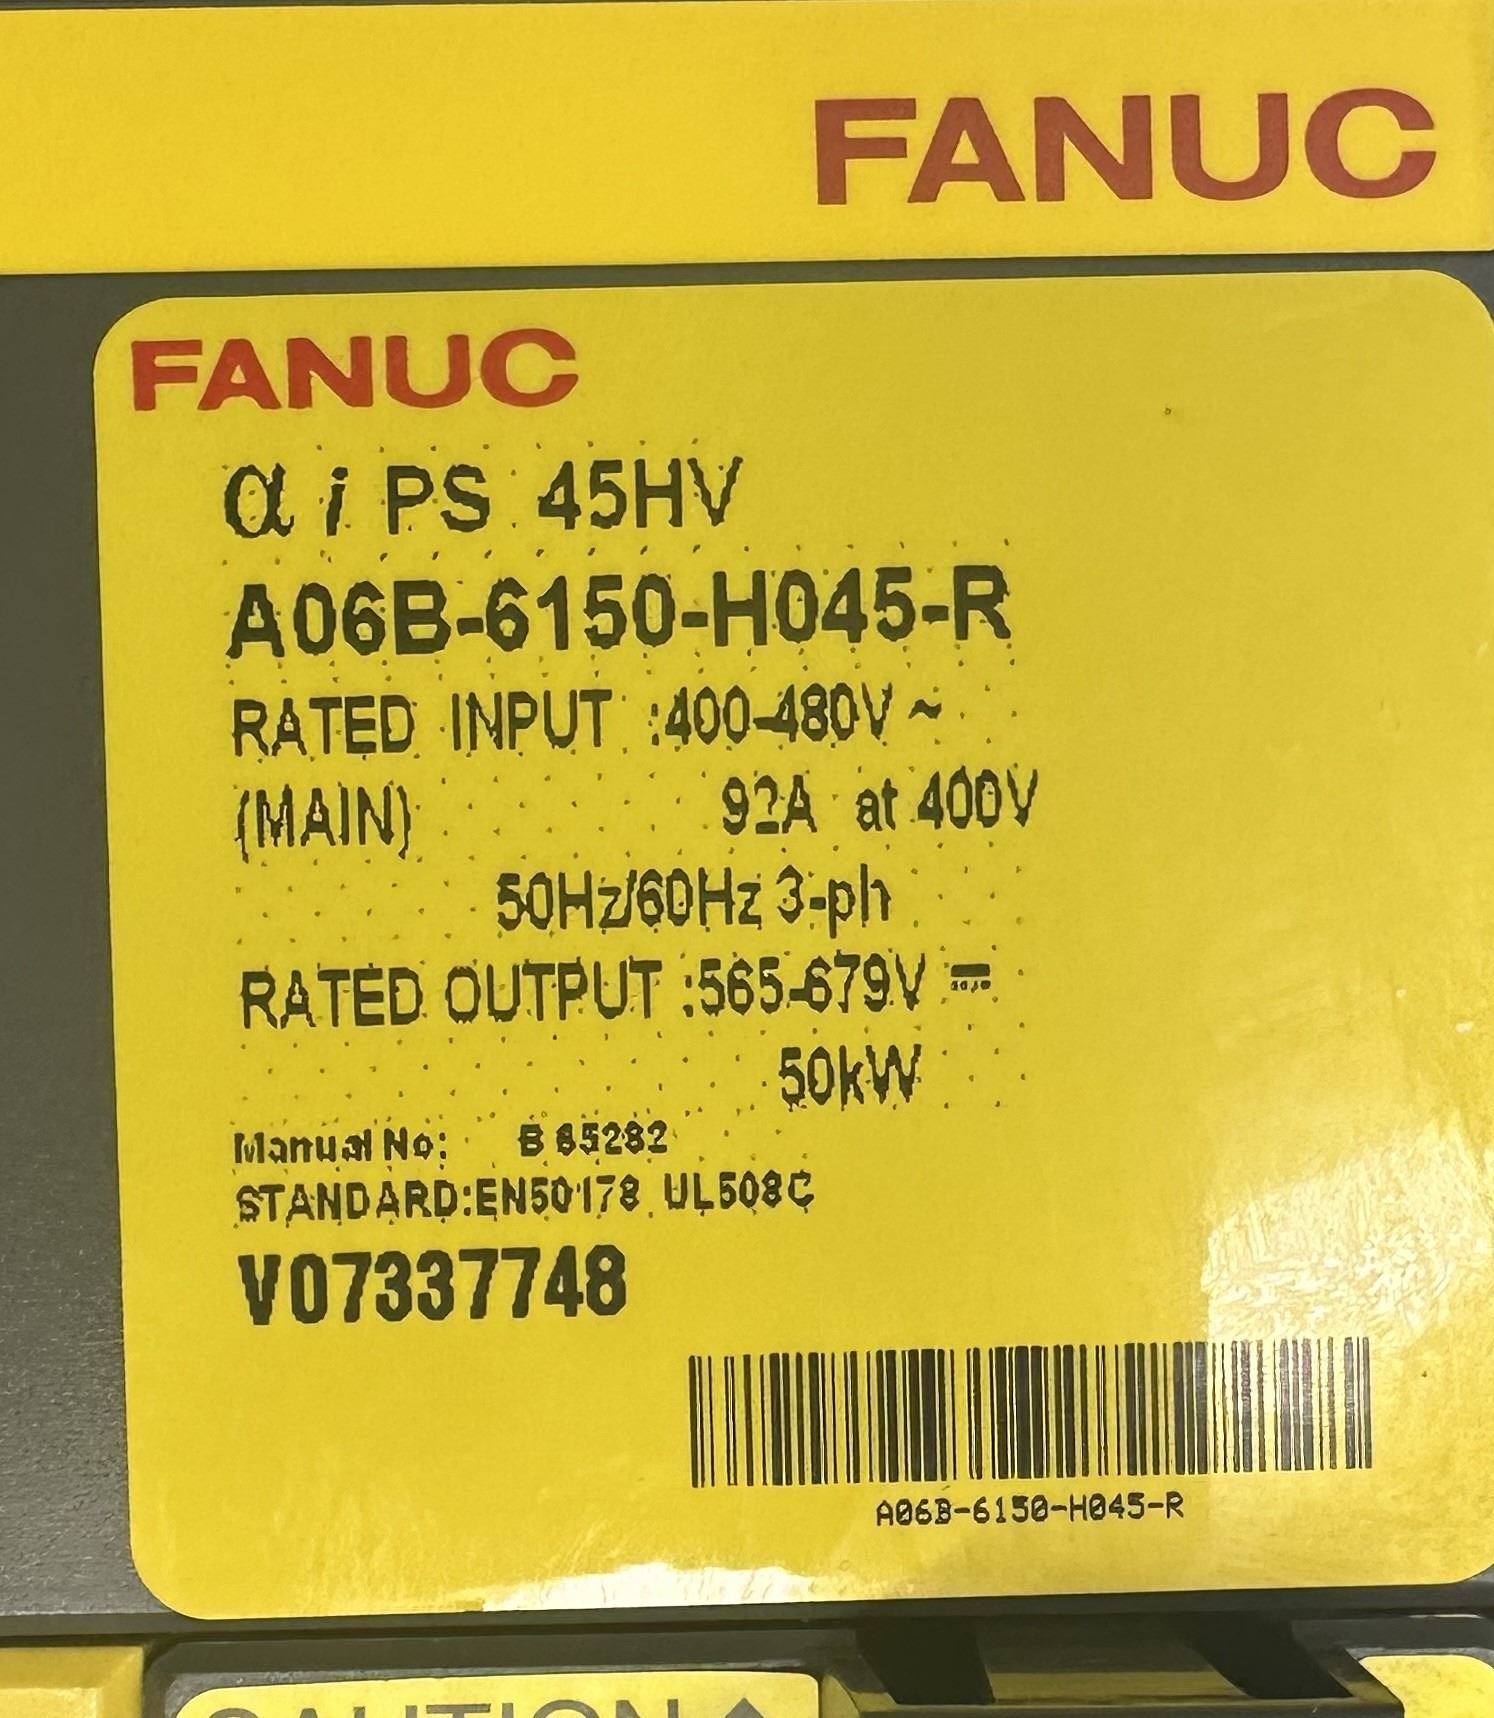 FANUC
FANUC
α i PS 45HV
A06B-6150-H045-R
RATED INPUT :400-480V ~
(MAIN) 92A at 400V
50Hz/60Hz 3-ph
RATED OUTPUT :565-679V ⎓
50kW
Manual No: B 65282
STANDARD:EN50178 UL508C
V07337748
A06B-6150-H045-R
CAUTION